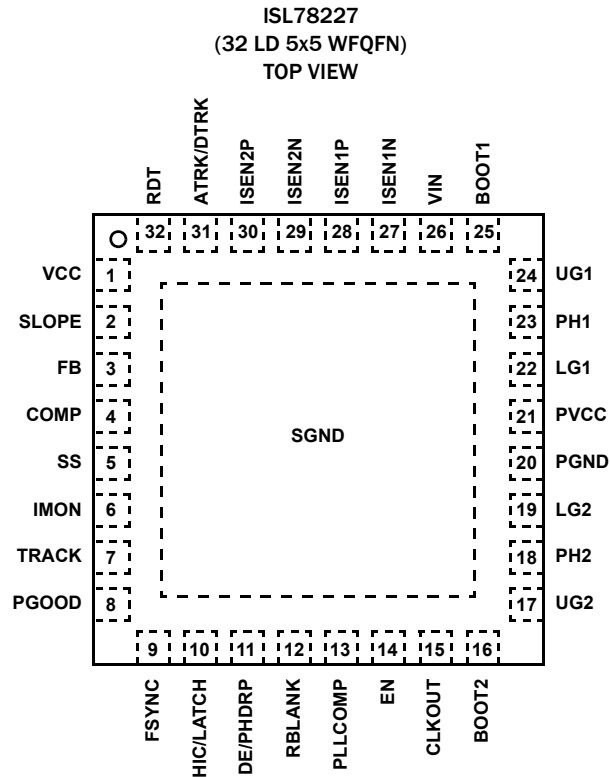 ISL78227
(32 LD 5x5 WFQFN)
TOP VIEW
RDT
ATRK/DTRK
ISEN2P
ISEN2N
ISEN1P
ISEN1N
VIN
BOOT1
32 31 30 29 28 27 26 25
VCC 1 24 UG1
SLOPE 2 23 PH1
FB 3 22 LG1
COMP 4 21 PVCC
SGND
SS 5 20 PGND
IMON 6 19 LG2
TRACK 7 18 PH2
PGOOD 8 17 UG2
9 10 11 12 13 14 15 16
FSYNC
HIC/LATCH
DE/PHDRP
RBLANK
PLLCOMP
EN
CLKOUT
BOOT2